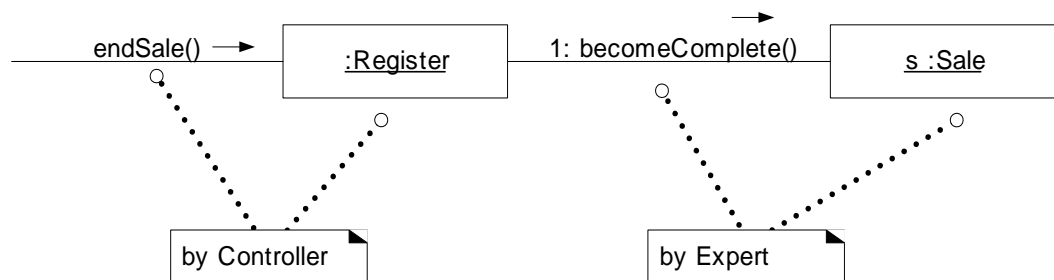 endSale()
:Register
1: becomeComplete()
s :Sale
by Controller
by Expert